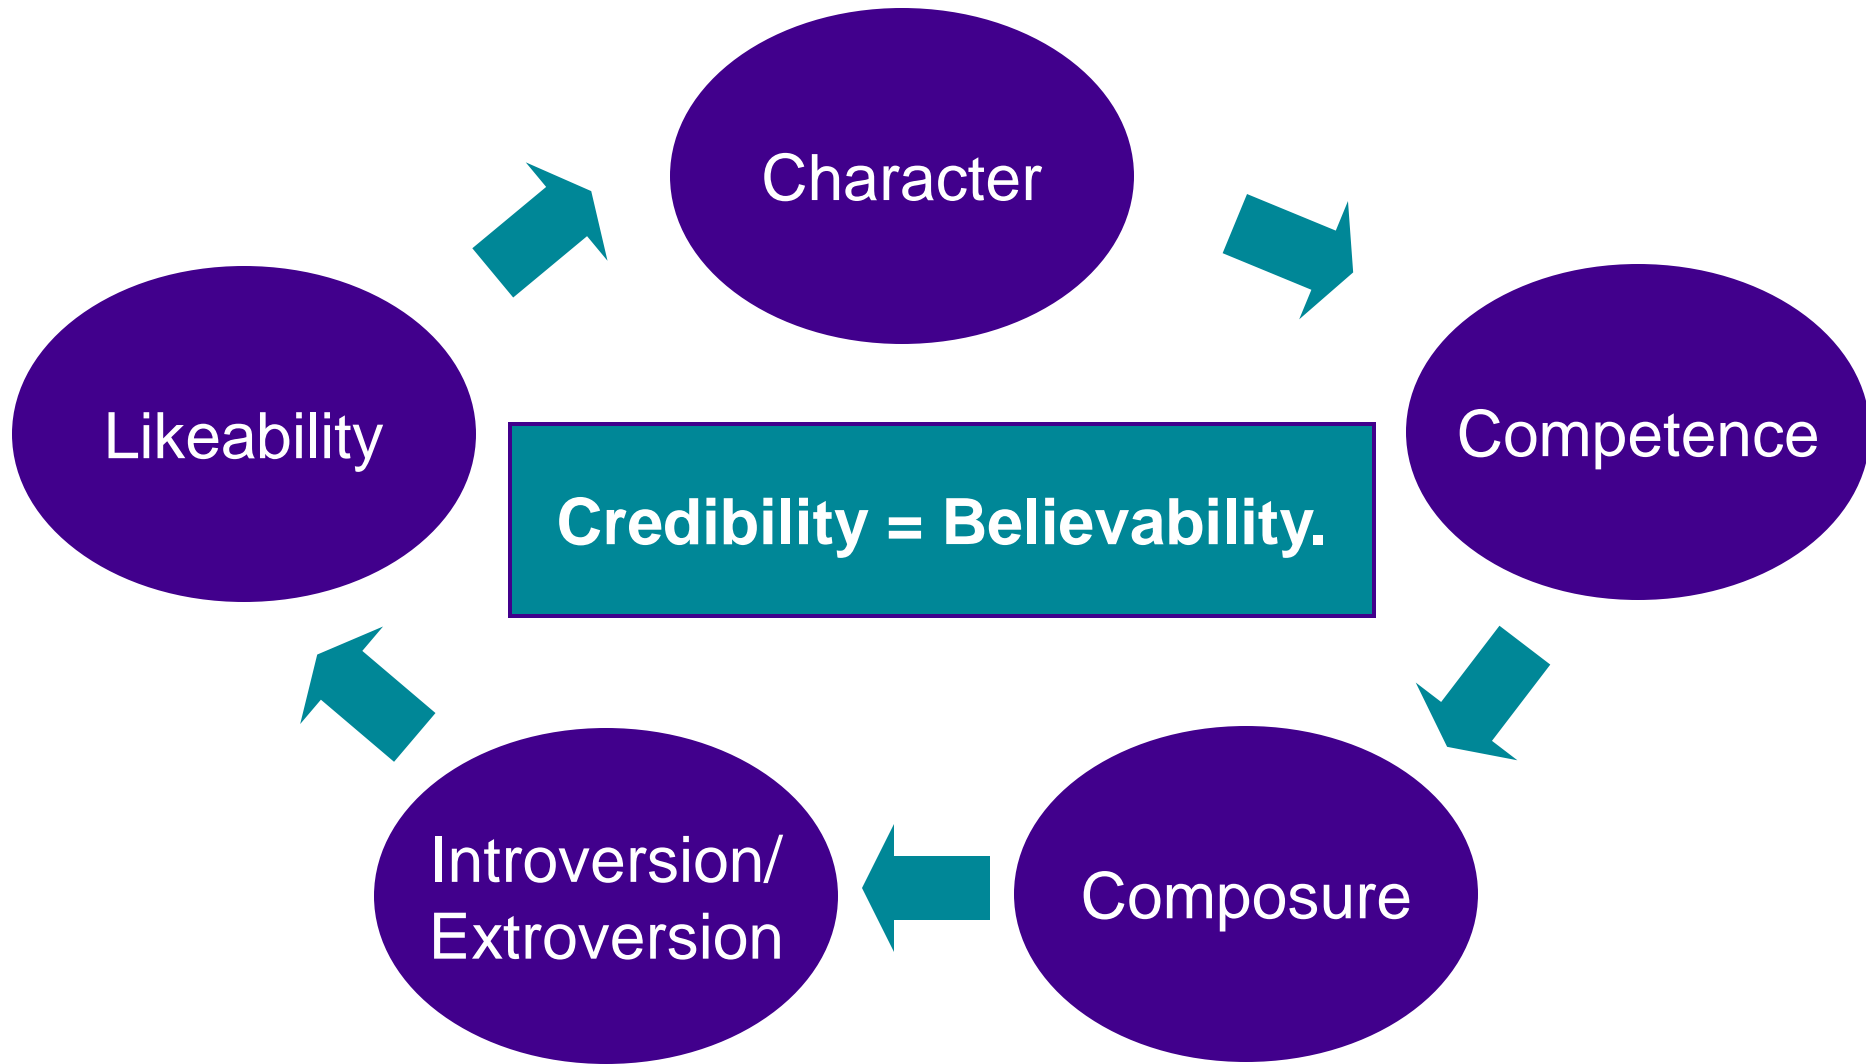 Character
Competence
Likeability
Credibility = Believability.
Introversion/
Extroversion
Composure